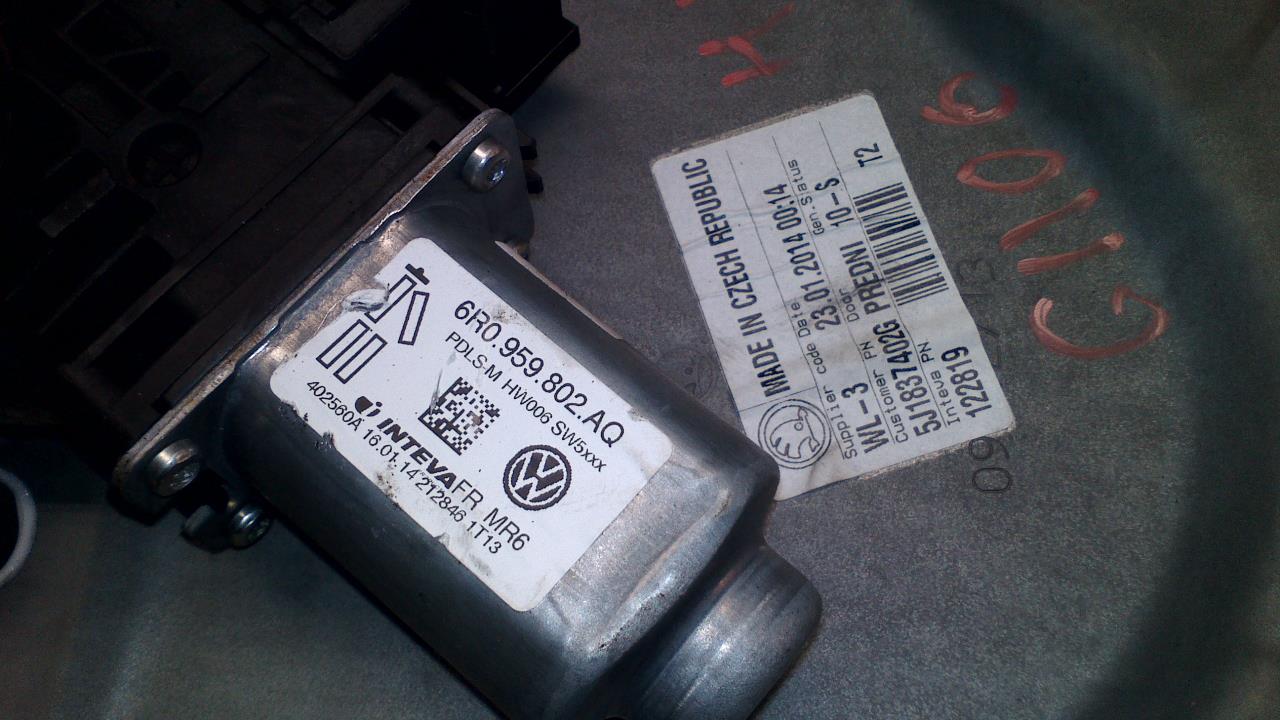 6R0.959.802.AQ
PDLS-M HW006 SW5xxx
INTEVA FR MR6
402560A 16.01.14 212846 1T13
MADE IN CZECH REPUBLIC
Supplier code Date Gen.Status
WL-3 23.01.2014 00:14
Customer PN Door 10-S
5J1837402G PREDNI
Inteva PN
122819 T2
G106